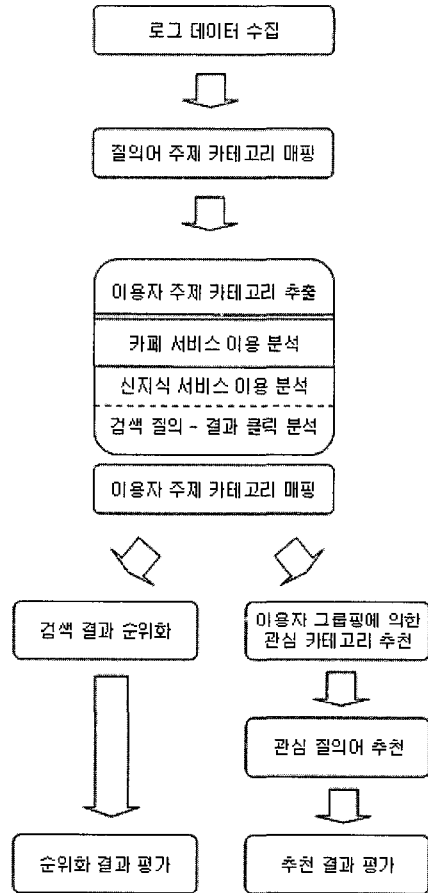 로그 데이터 수집
질의어 주제 카테고리 매핑
이용자 주제 카테고리 추출
카페 서비스 이용 분석
신지식 서비스 이용 분석
검색 질의 - 결과 클릭 분석
이용자 주제 카테고리 매핑
검색 결과 순위화
이용자 그룹핑에 의한
관심 카테고리 추천
관심 질의어 추천
순위화 결과 평가
추천 결과 평가